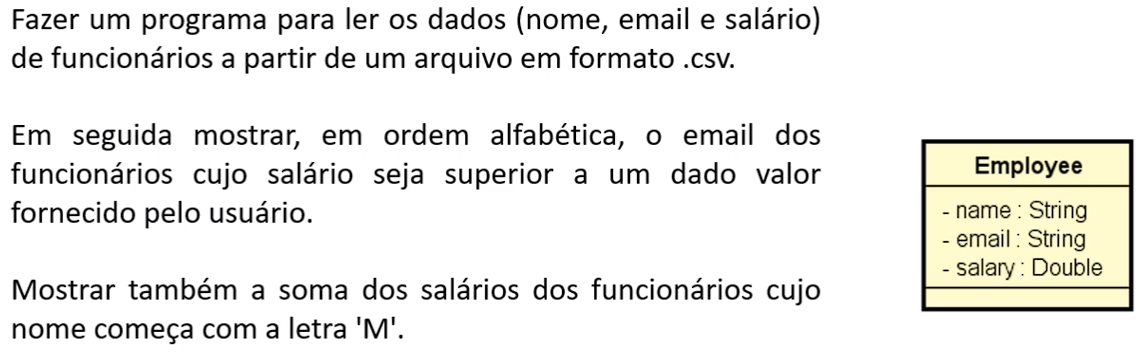 Fazer um programa para ler os dados (nome, email e salário)
de funcionários a partir de um arquivo em formato .csv.
Em seguida mostrar, em ordem alfabética, o email dos
funcionários cujo salário seja superior a um dado valor
fornecido pelo usuário.
Mostrar também a soma dos salários dos funcionários cujo
nome começa com a letra 'M'.
Employee
- name : String
- email : String
- salary : Double